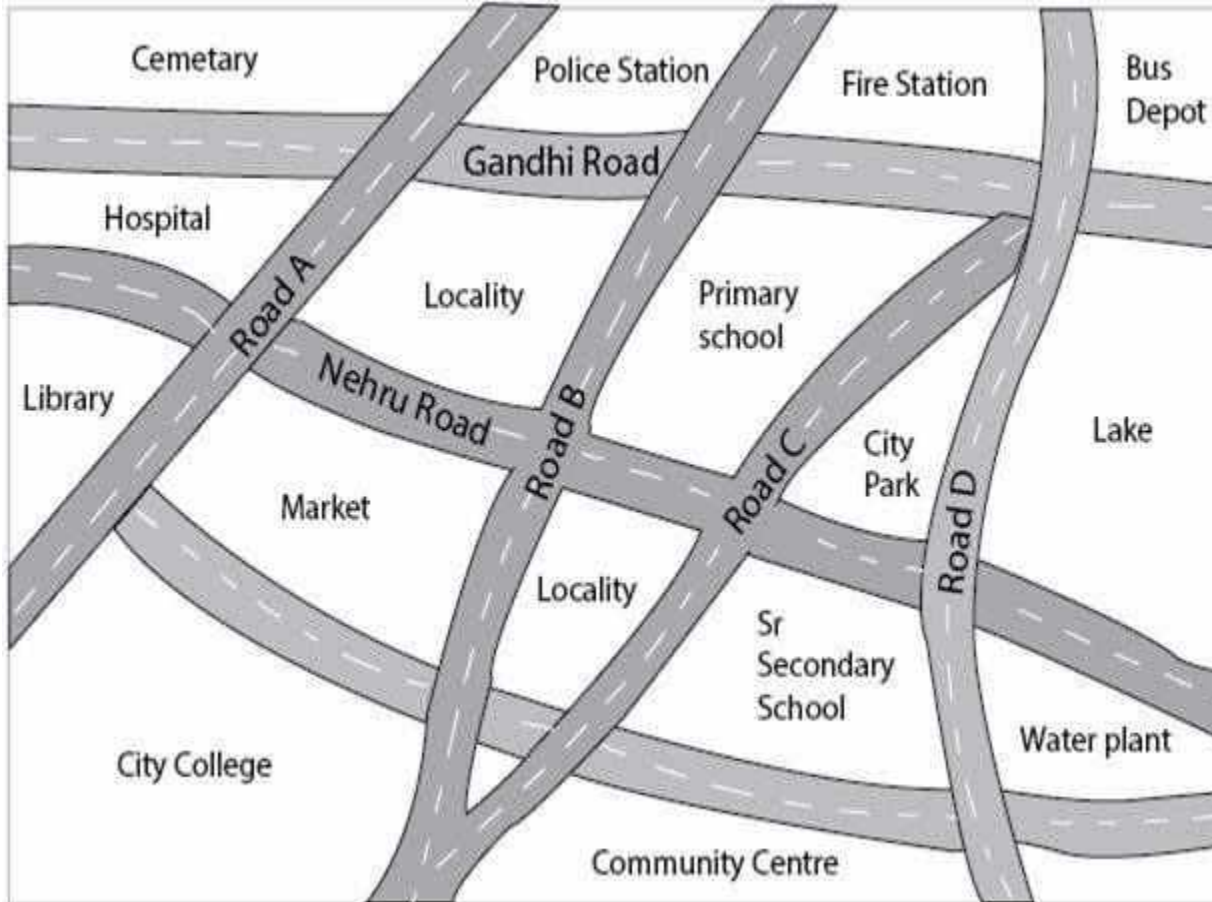 Cemetary
Police Station
Fire Station
Bus
Depot
Gandhi Road
Hospital
Road A
Locality
Primary
school
Library
Nehru Road
Road B
Road C
City
Park
Lake
Market
Road D
Locality
Sr
Secondary
School
City College
Water plant
Community Centre